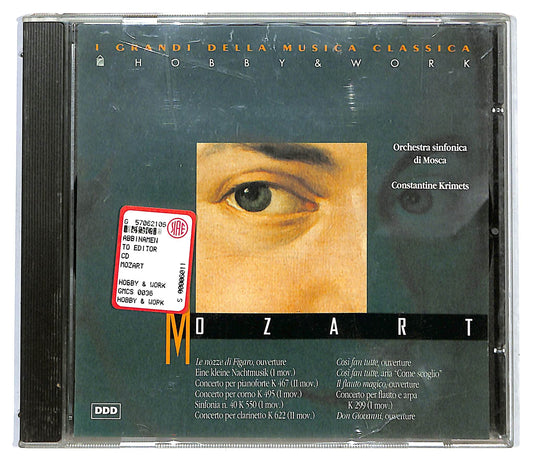 I GRANDI DELLA MUSICA CLASSICA
HOBBY & WORK
Orchestra sinfonica
di Mosca
Constantine Krimets
G 57062105
ABBINAMEN
TO EDITOR
CD
MOZART
HOBBY & WORK
GMCS 0036
HOBBY & WORK
MOZART
Le nozze di Figaro, ouverture
Eine kleine Nachtmusik (I mov.)
Concerto per pianoforte K 467 (II mov.)
Concerto per corno K 495 (I mov.)
Sinfonia n. 40 K 550 (I mov.)
Concerto per clarinetto K 622 (II mov.)
Così fan tutte, ouverture
Così fan tutte, aria "Come scoglio"
Il flauto magico, ouverture
Concerto per flauto e arpa
K 299 (I mov.)
Don Giovanni, ouverture
DDD